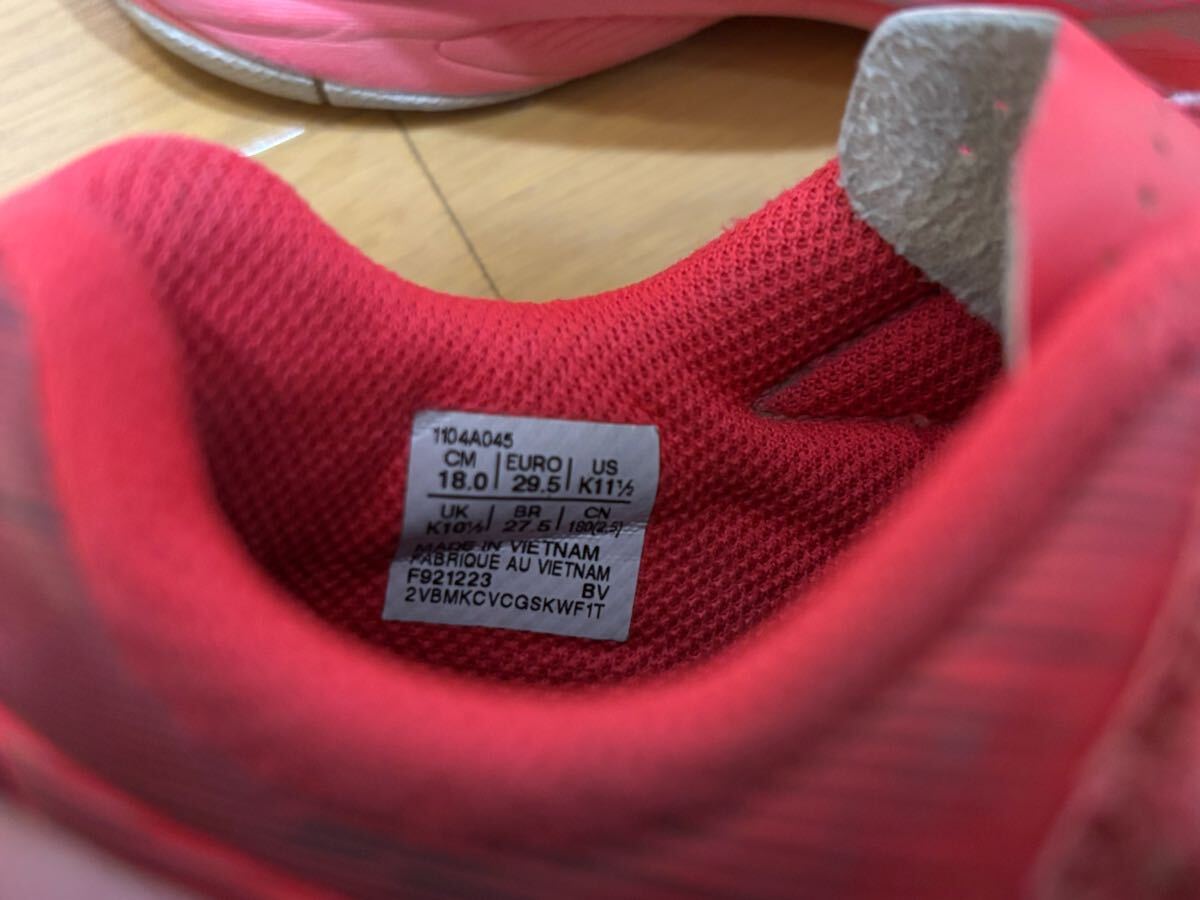 1104A045
CM EURO US
18.0 29.5 K11½
UK BR CN
K10½ 27.5 180(2.5)
MADE IN VIETNAM
FABRIQUE AU VIETNAM
F921223 BV
2VBMKCVCGSKWF1T